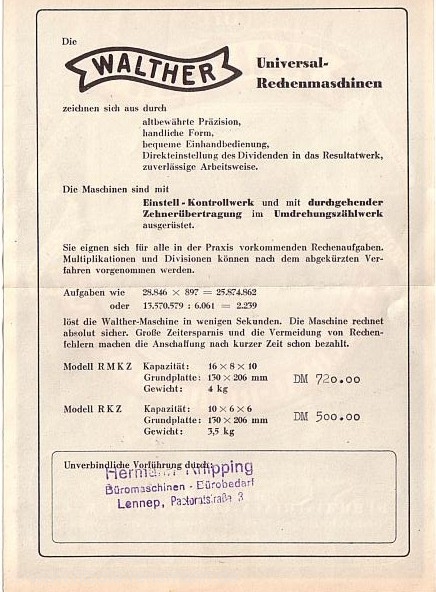 Die
WALTHER
Universal-
Rechenmaschinen
zeichnen sich aus durch
altbewährte Präzision,
handliche Form,
bequeme Einhandbedienung,
Direkteinstellung des Dividenden in das Resultatwerk,
zuverlässige Arbeitsweise.
Die Maschinen sind mit
Einstell-Kontrollwerk und mit durchgehender
Zehnerübertragung im Umdrehungszählwerk
ausgerüstet.
Sie eignen sich für alle in der Praxis vorkommenden Rechenaufgaben.
Multiplikationen und Divisionen können nach dem abgekürzten Ver-
fahren vorgenommen werden.
Aufgaben wie 28.846 × 897 = 25.874.862
oder 13.570.579 : 6.061 = 2.239
löst die Walther-Maschine in wenigen Sekunden. Die Maschine rechnet
absolut sicher. Große Zeitersparnis und die Vermeidung von Rechen-
fehlern machen die Anschaffung nach kurzer Zeit schon bezahlt.
Modell RMKZ Kapazität: 16 × 8 × 10
Grundplatte: 130 × 206 mm DM 720.00
Gewicht: 4 kg
Modell RKZ Kapazität: 10 × 6 × 6
Grundplatte: 130 × 206 mm DM 500.00
Gewicht: 3,5 kg
Unverbindliche Vorführung durch:
Hermann Knipping
Büromaschinen - Bürobedarf
Lennep, Pastoratstraße 3